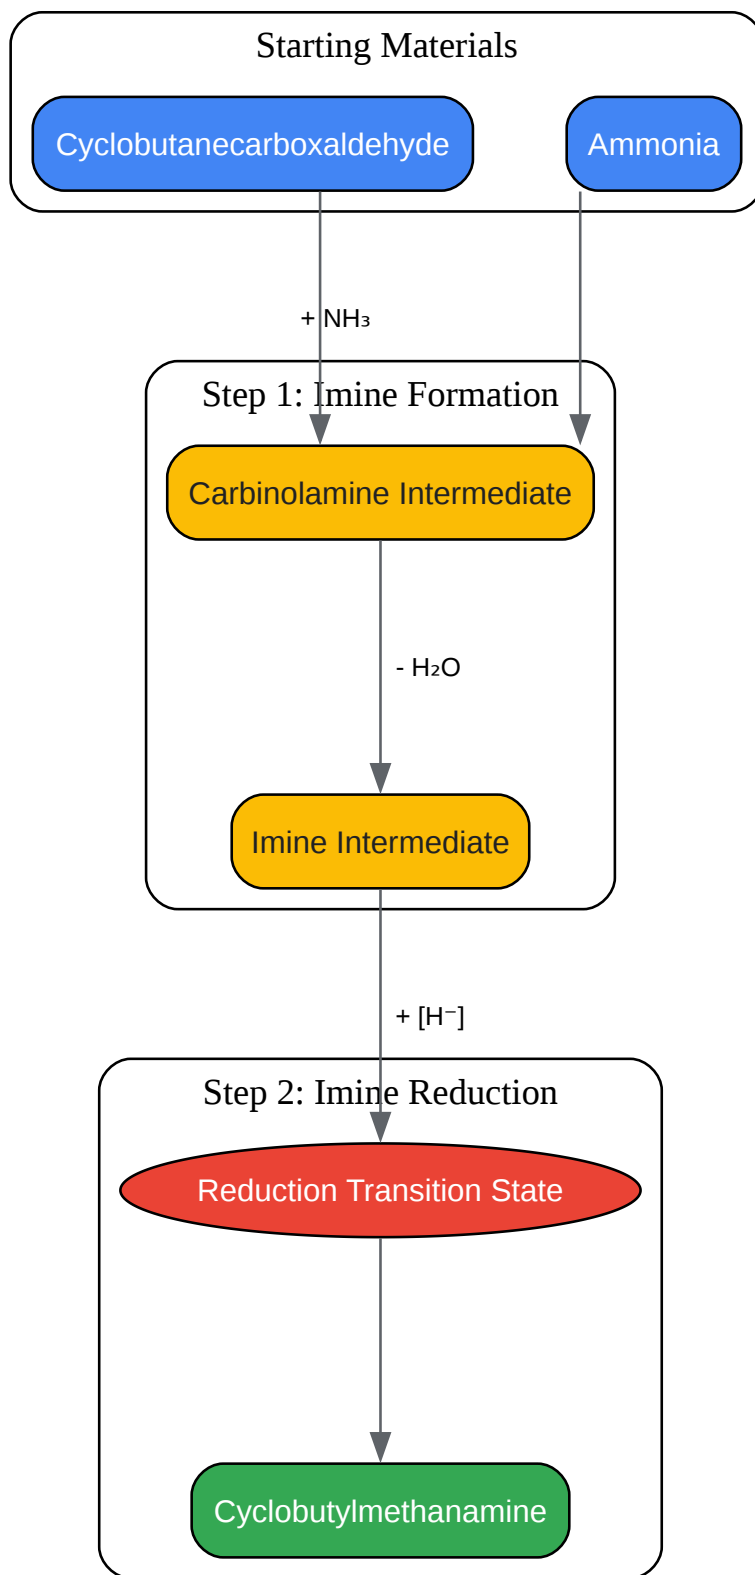 Starting Materials
Cyclobutanecarboxaldehyde
Ammonia
+ NH₃
Step 1: Imine Formation
Carbinolamine Intermediate
- H₂O
Imine Intermediate
+ [H⁻]
Step 2: Imine Reduction
Reduction Transition State
Cyclobutylmethanamine